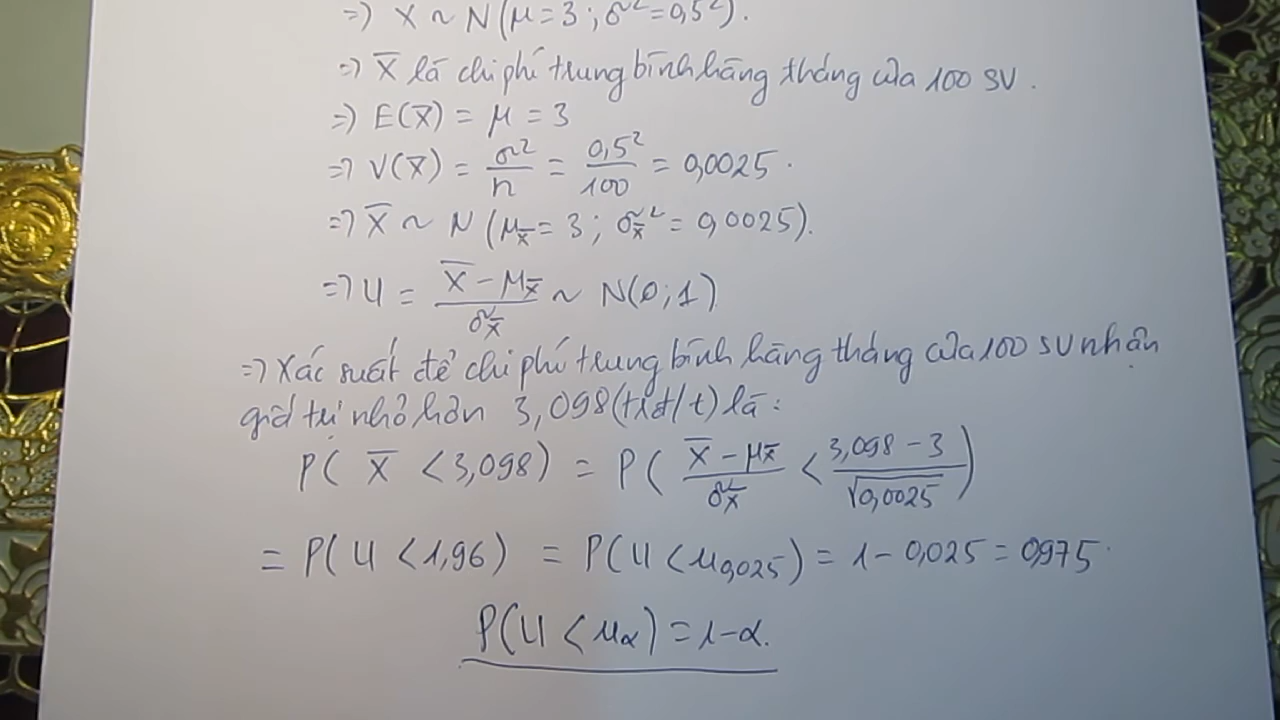 => X ~ N(μ = 3 ; σ² = 0,5²).
=> X̅ là chi phí trung bình hàng tháng của 100 SV.
=> E(X̅) = μ = 3
=> V(X̅) = σ²/n = 0,5²/100 = 0,0025.
=> X̅ ~ N(μ_X̅ = 3 ; σ_X̅² = 0,0025).
=> U = (X̅ - μ_X̅)/σ_X̅ ~ N(0;1)
=> Xác suất để chi phí trung bình hàng tháng của 100 SV nhận
giá trị nhỏ hơn 3,098 (trđ/t) là:
P( X̅ < 3,098) = P( (X̅ - μ_X̅)/σ_X̅ < (3,098 - 3)/√0,0025 )
= P( U < 1,96) = P(U < u_0,025) = 1 - 0,025 = 0,975.
P(U < u_α) = 1 - α.